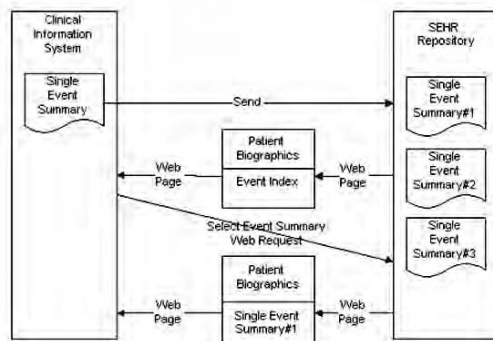 Clinical
Information
System
SEHR
Repository
Single
Event
Summary
Send
Single
Event
Summary#1
Patient
Biographics
Event Index
Web
Page
Web
Page
Single
Event
Summary#2
Select Event Summary
Web Request
Single
Event
Summary#3
Patient
Biographics
Single Event
Summary#1
Web
Page
Web
Page